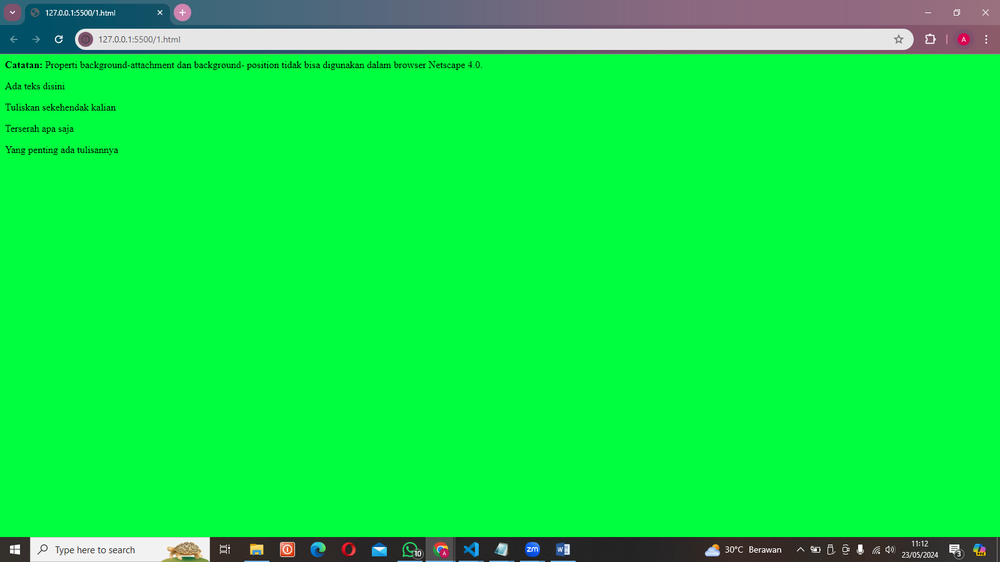 127.0.0.1:5500/1.html
127.0.0.1:5500/1.html
A
Catatan: Properti background-attachment dan background- position tidak bisa digunakan dalam browser Netscape 4.0.
Ada teks disini
Tuliskan sekehendak kalian
Terserah apa saja
Yang penting ada tulisannya
Type here to search
10
A
zm
W
30°C Berawan
11:12
23/05/2024
3
PRE